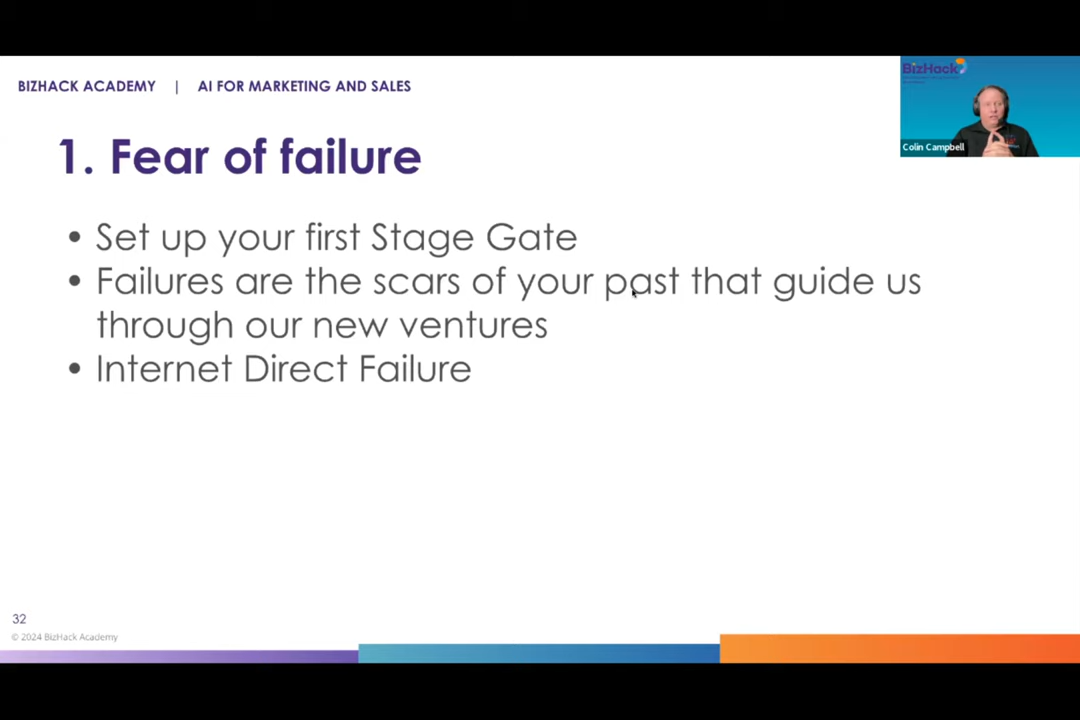 BIZHACK ACADEMY | AI FOR MARKETING AND SALES
BizHack
Colin Campbell
1. Fear of failure
• Set up your first Stage Gate
• Failures are the scars of your past that guide us
through our new ventures
• Internet Direct Failure
32
© 2024 BizHack Academy